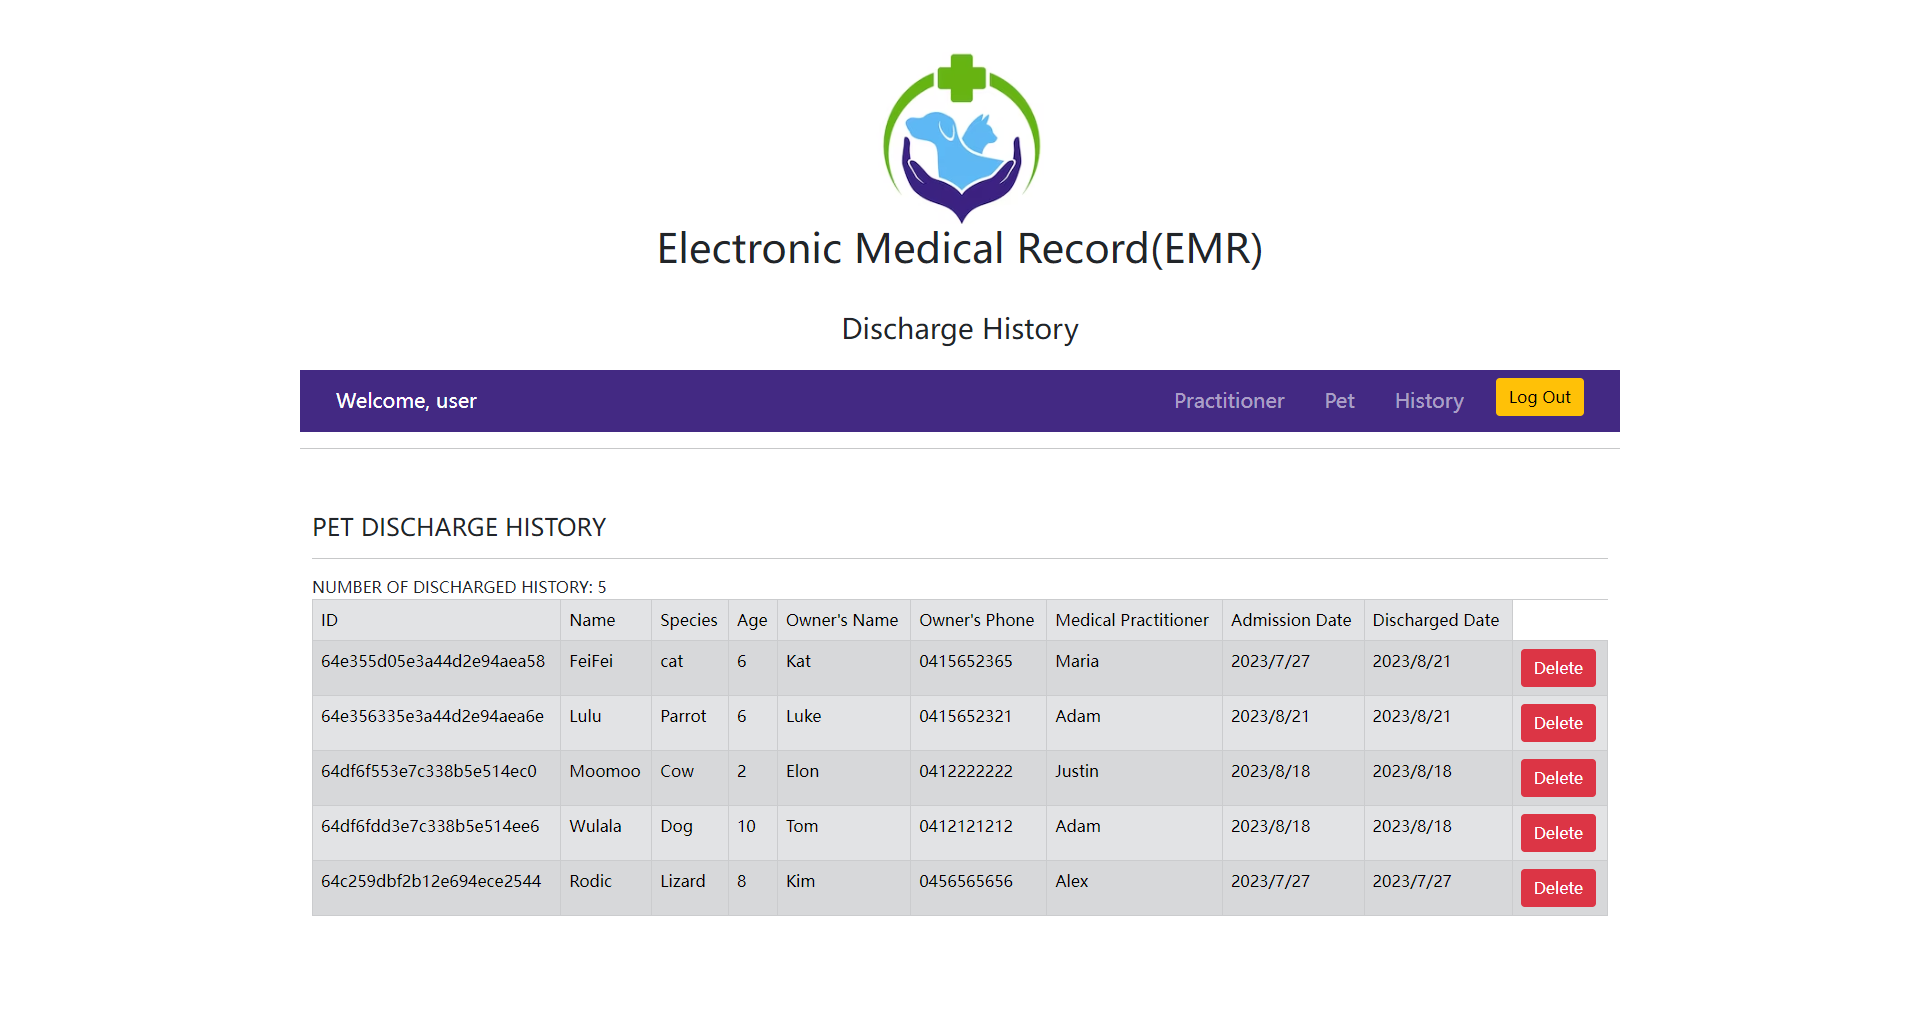 Electronic Medical Record(EMR)
Discharge History
Welcome, user Practitioner Pet History Log Out
PET DISCHARGE HISTORY
NUMBER OF DISCHARGED HISTORY: 5
ID Name Species Age Owner's Name Owner's Phone Medical Practitioner Admission Date Discharged Date
64e355d05e3a44d2e94aea58 FeiFei cat 6 Kat 0415652365 Maria 2023/7/27 2023/8/21 Delete
64e356335e3a44d2e94aea6e Lulu Parrot 6 Luke 0415652321 Adam 2023/8/21 2023/8/21 Delete
64df6f553e7c338b5e514ec0 Moomoo Cow 2 Elon 0412222222 Justin 2023/8/18 2023/8/18 Delete
64df6fdd3e7c338b5e514ee6 Wulala Dog 10 Tom 0412121212 Adam 2023/8/18 2023/8/18 Delete
64c259dbf2b12e694ece2544 Rodic Lizard 8 Kim 0456565656 Alex 2023/7/27 2023/7/27 Delete